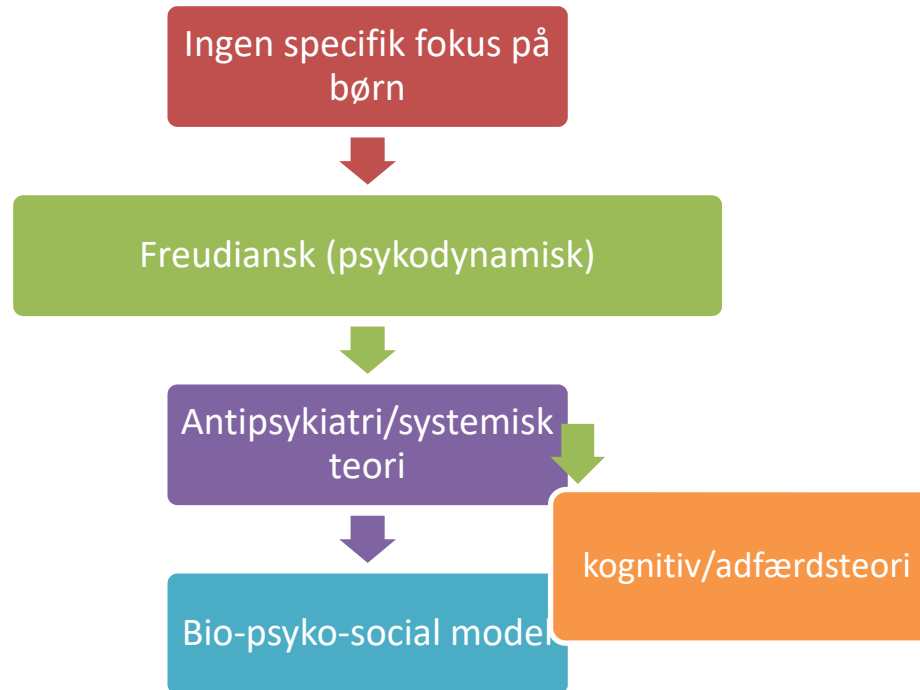 Ingen specifik fokus på
børn
Freudiansk (psykodynamisk)
Antipsykiatri/systemisk
teori
kognitiv/adfærdsteori
Bio-psyko-social model